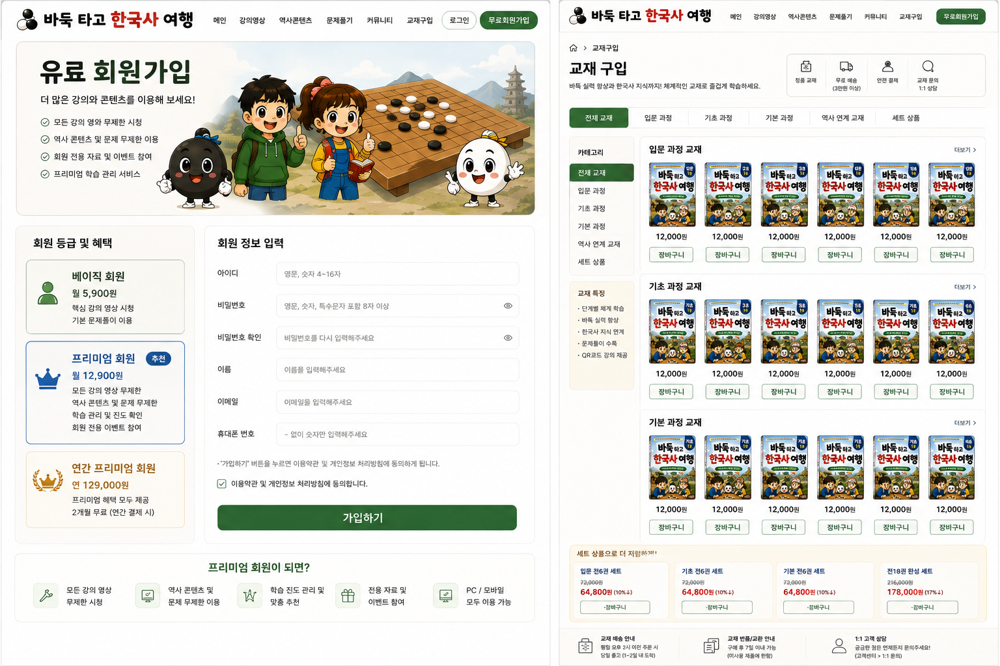 바둑 타고 한국사 여행
메인 강의영상 역사콘텐츠 문제풀기 커뮤니티 교재구입 로그인 무료회원가입
유료 회원가입
더 많은 강의와 콘텐츠를 이용해 보세요!
모든 강의 영와 무제한 시청
역사 콘텐츠 및 문제 무제한 이용
회원 전용 자료 및 이벤트 참여
프리미엄 학습 관리 서비스
회원 등급 및 혜택
베이직 회원
월 5,900원
핵심 강의 영상 시청
기본 문제풀이 이용
프리미엄 회원 추천
월 12,900원
모든 강의 영상 무제한
역사 콘텐츠 및 문제 무제한
학습 관리 및 진도 확인
회원 전용 이벤트 참여
연간 프리미엄 회원
연 129,000원
프리미엄 혜택 모두 제공
2개월 무료 (연간 결제 시)
회원 정보 입력
아이디 영문, 숫자 4~16자
비밀번호 영문, 숫자, 특수문자 포함 8자 이상
비밀번호 확인 비밀번호를 다시 입력해주세요
이름 이름을 입력해주세요
이메일 이메일을 입력해주세요
휴대폰 번호 – 없이 숫자만 입력해주세요
• "가입하기" 버튼을 누르면 이용약관 및 개인정보 처리방침에 동의하게 됩니다.
이용약관 및 개인정보 처리방침에 동의합니다.
가입하기
프리미엄 회원이 되면?
모든 강의 영상
무제한 시청
역사 콘텐츠 및
문제 무제한 이용
학습 진도 관리 및
맞춤 추천
전용 자료 및
이벤트 참여
PC / 모바일
모두 이용 가능
바둑 타고 한국사 여행
메인 강의영상 역사콘텐츠 문제풀기 커뮤니티 교재구입 무료회원가입
> 교재구입
교재 구입
바둑 실력 향상과 한국사 지식까지! 체계적인 교재로 즐겁게 학습하세요.
정품 교재
무료 배송
(3만원 이상)
안전 결제
교재 문의
1:1 상담
전체 교재 입문 과정 기초 과정 기본 과정 역사 연계 교재 세트 상품
카테고리
전체 교재
입문 과정
기초 과정
기본 과정
역사 연계 교재
세트 상품
교재 특징
• 단계별 체계 학습
• 바둑 실력 향상
• 한국사 지식 연계
• 문제풀이 수록
• QR코드 강의 제공
입문 과정 교재 더보기 >
바둑 타고 바둑 타고 바둑 타고 바둑 타고 바둑 타고 바둑 타고
한국사 여행 한국사 여행 한국사 여행 한국사 여행 한국사 여행 한국사 여행
12,000원 12,000원 12,000원 12,000원 12,000원 12,000원
장바구니 장바구니 장바구니 장바구니 장바구니 장바구니
기초 과정 교재 더보기 >
바둑 타고 바둑 타고 바둑 타고 바둑 타고 바둑 타고 바둑 타고
한국사 여행 한국사 여행 한국사 여행 한국사 여행 한국사 여행 한국사 여행
12,000원 12,000원 12,000원 12,000원 12,000원 12,000원
장바구니 장바구니 장바구니 장바구니 장바구니 장바구니
기본 과정 교재 더보기 >
바둑 타고 바둑 타고 바둑 타고 바둑 타고 바둑 타고 바둑 타고
한국사 여행 한국사 여행 한국사 여행 한국사 여행 한국사 여행 한국사 여행
12,000원 12,000원 12,000원 12,000원 12,000원 12,000원
장바구니 장바구니 장바구니 장바구니 장바구니 장바구니
세트 상품으로 더 저렴하게!
입문 전6권 세트
72,000원
64,800원 (10%↓)
·장바구니
기초 전6권 세트
72,000원
64,800원 (10%↓)
·장바구니
기본 전6권 세트
72,000원
64,800원 (10%↓)
·장바구니
전18권 완성 세트
216,000원
178,000원 (17%↓)
·장바구니
교재 배송 안내
오후 2시 이전 주문 시
당일 출고 (1~2일 내 도착)
교재 반품/교환 안내
구매 후 7일 이내 가능
(미사용 제품에 한함)
1:1 고객 상담
궁금한 점은 언제든지 문의주세요!
(고객센터 > 1:1 문의)